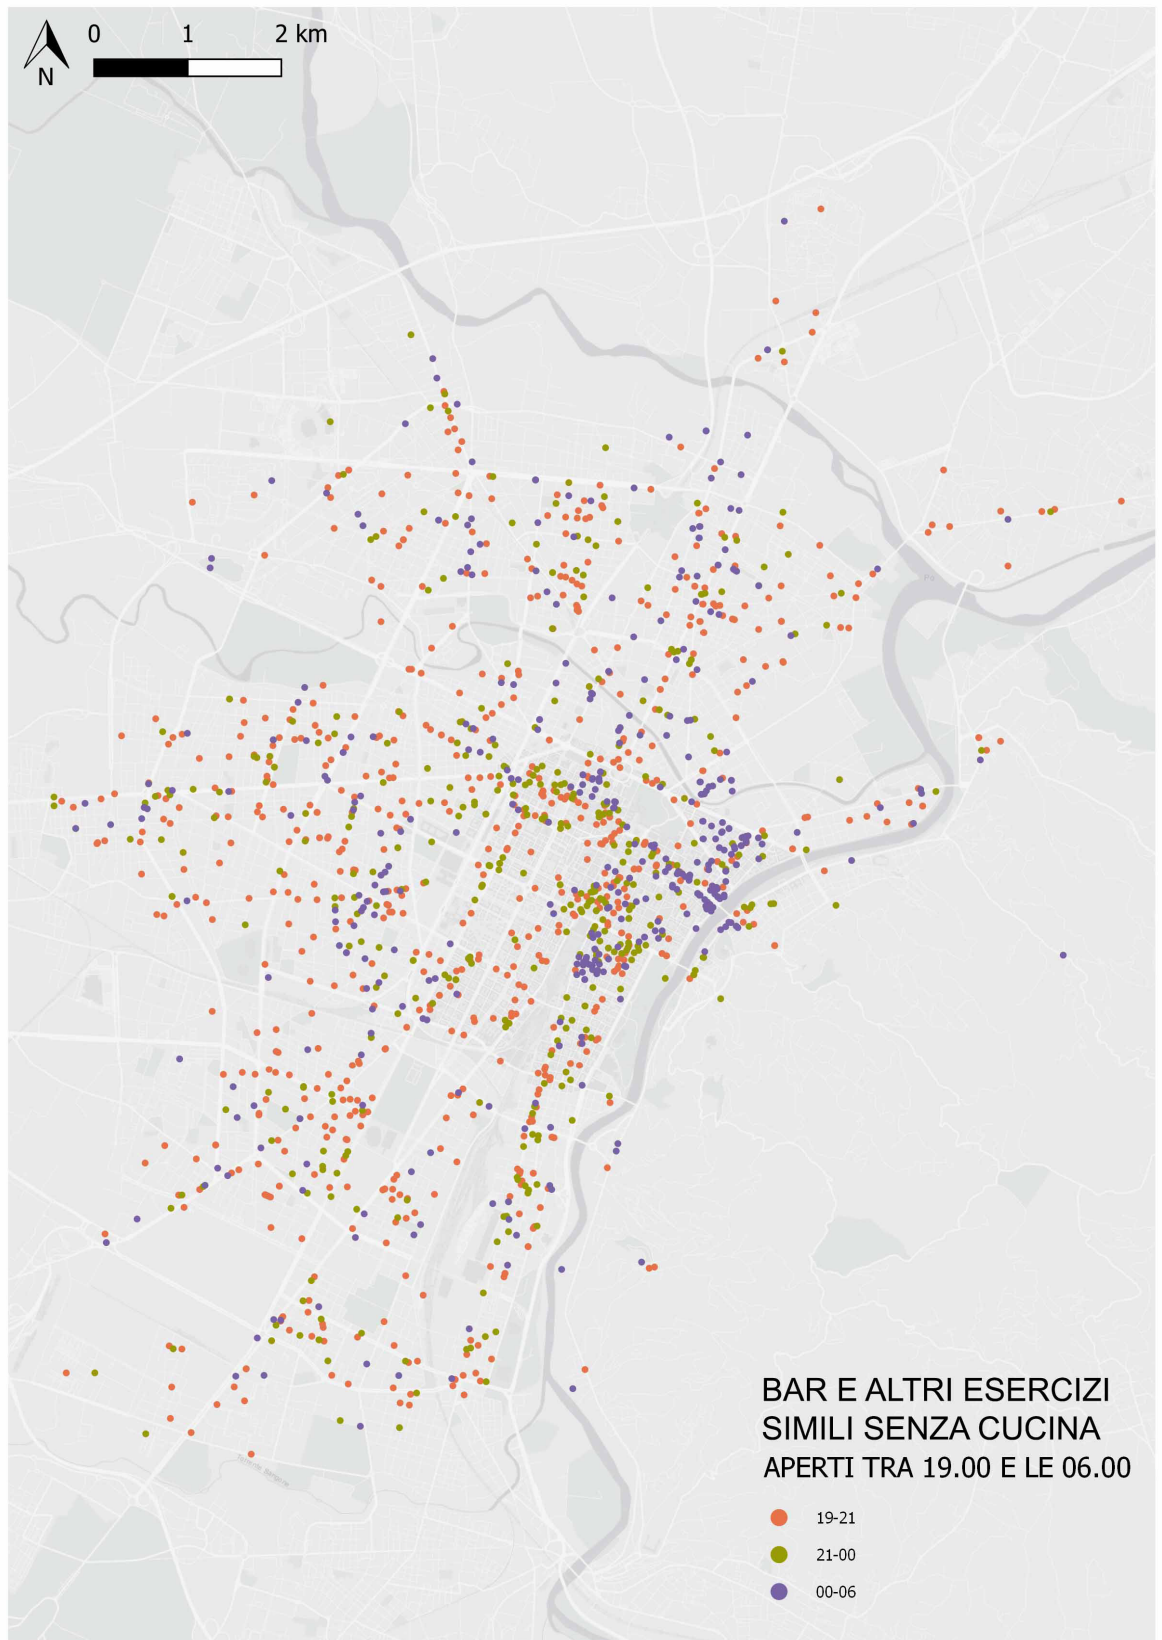 0 1 2 km
N
BAR E ALTRI ESERCIZI
SIMILI SENZA CUCINA
APERTI TRA 19.00 E LE 06.00
19-21
21-00
00-06